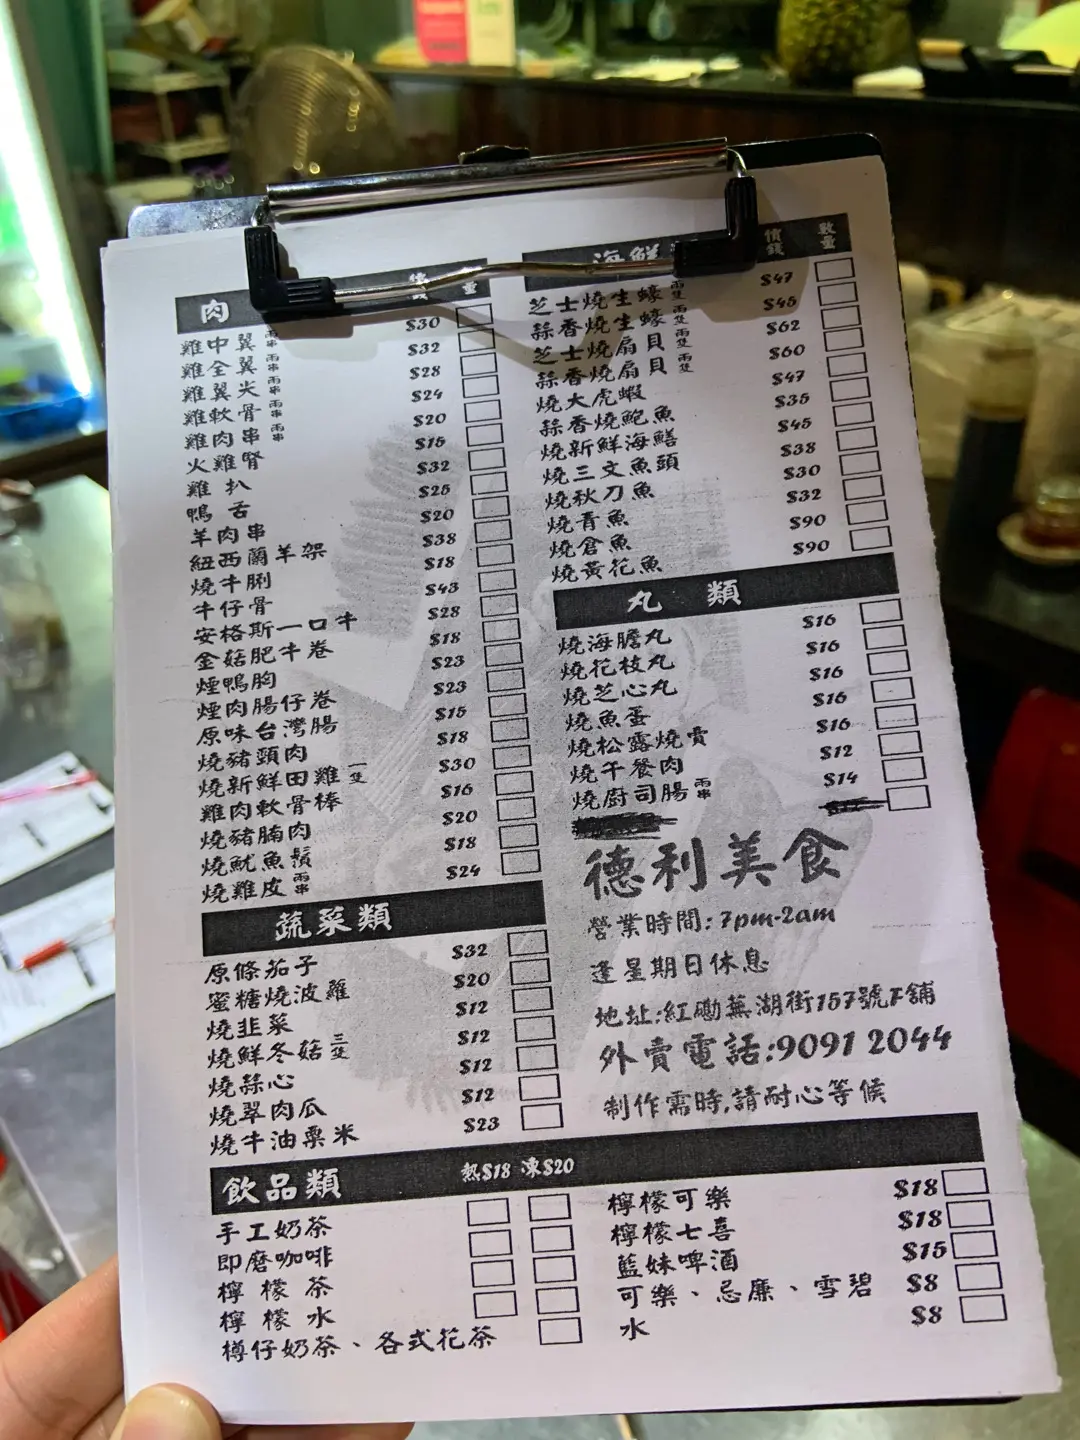 肉
雞中翼 兩串 $30
雞全翼 兩串 $32
雞翼尖 兩串 $28
雞軟骨 兩串 $24
雞肉串 兩串 $20
火雞腎 $15
雞扒 $32
鴨舌 $25
羊肉串 $20
紐西蘭羊架 $38
燒牛脷 $18
牛仔骨 $43
安格斯一口牛 $28
金菇肥牛卷 $18
煙鴨胸 $23
煙肉腸仔卷 $23
原味台灣腸 $15
燒豬頸肉 $18
燒新鮮田雞 一隻 $30
雞肉軟骨棒 $16
燒豬腩肉 $20
燒魷魚鬚 $18
燒雞皮 兩串 $24
蔬菜類
原條茄子 $32
蜜糖燒波蘿 $20
燒韭菜 $12
燒鮮冬菇 三隻 $12
燒蒜心 $12
燒翠肉瓜 $12
燒牛油粟米 $23
海鮮 價錢 數量
芝士燒生蠔 兩隻 $47
蒜香燒生蠔 兩隻 $45
芝士燒扇貝 兩隻 $62
蒜香燒扇貝 兩隻 $60
燒大虎蝦 $47
蒜香燒鮑魚 $35
燒新鮮海鱔 $45
燒三文魚頭 $38
燒秋刀魚 $30
燒青魚 $32
燒倉魚 $90
燒黃花魚 $90
丸類
燒海膽丸 $16
燒花枝丸 $16
燒芝心丸 $16
燒魚蛋 $16
燒松露燒賣 $16
燒午餐肉 $12
燒廚司腸 兩串 $14
德利美食
營業時間: 7pm-2am
逢星期日休息
地址:紅磡蕪湖街157號F舖
外賣電話:9091 2044
制作需時,請耐心等候
飲品類 熱$18 凍$20
手工奶茶
即磨咖啡
檸檬茶
檸檬水
樽仔奶茶、各式花茶
檸檬可樂 $18
檸檬七喜 $18
藍妹啤酒 $15
可樂、忌廉、雪碧 $8
水 $8